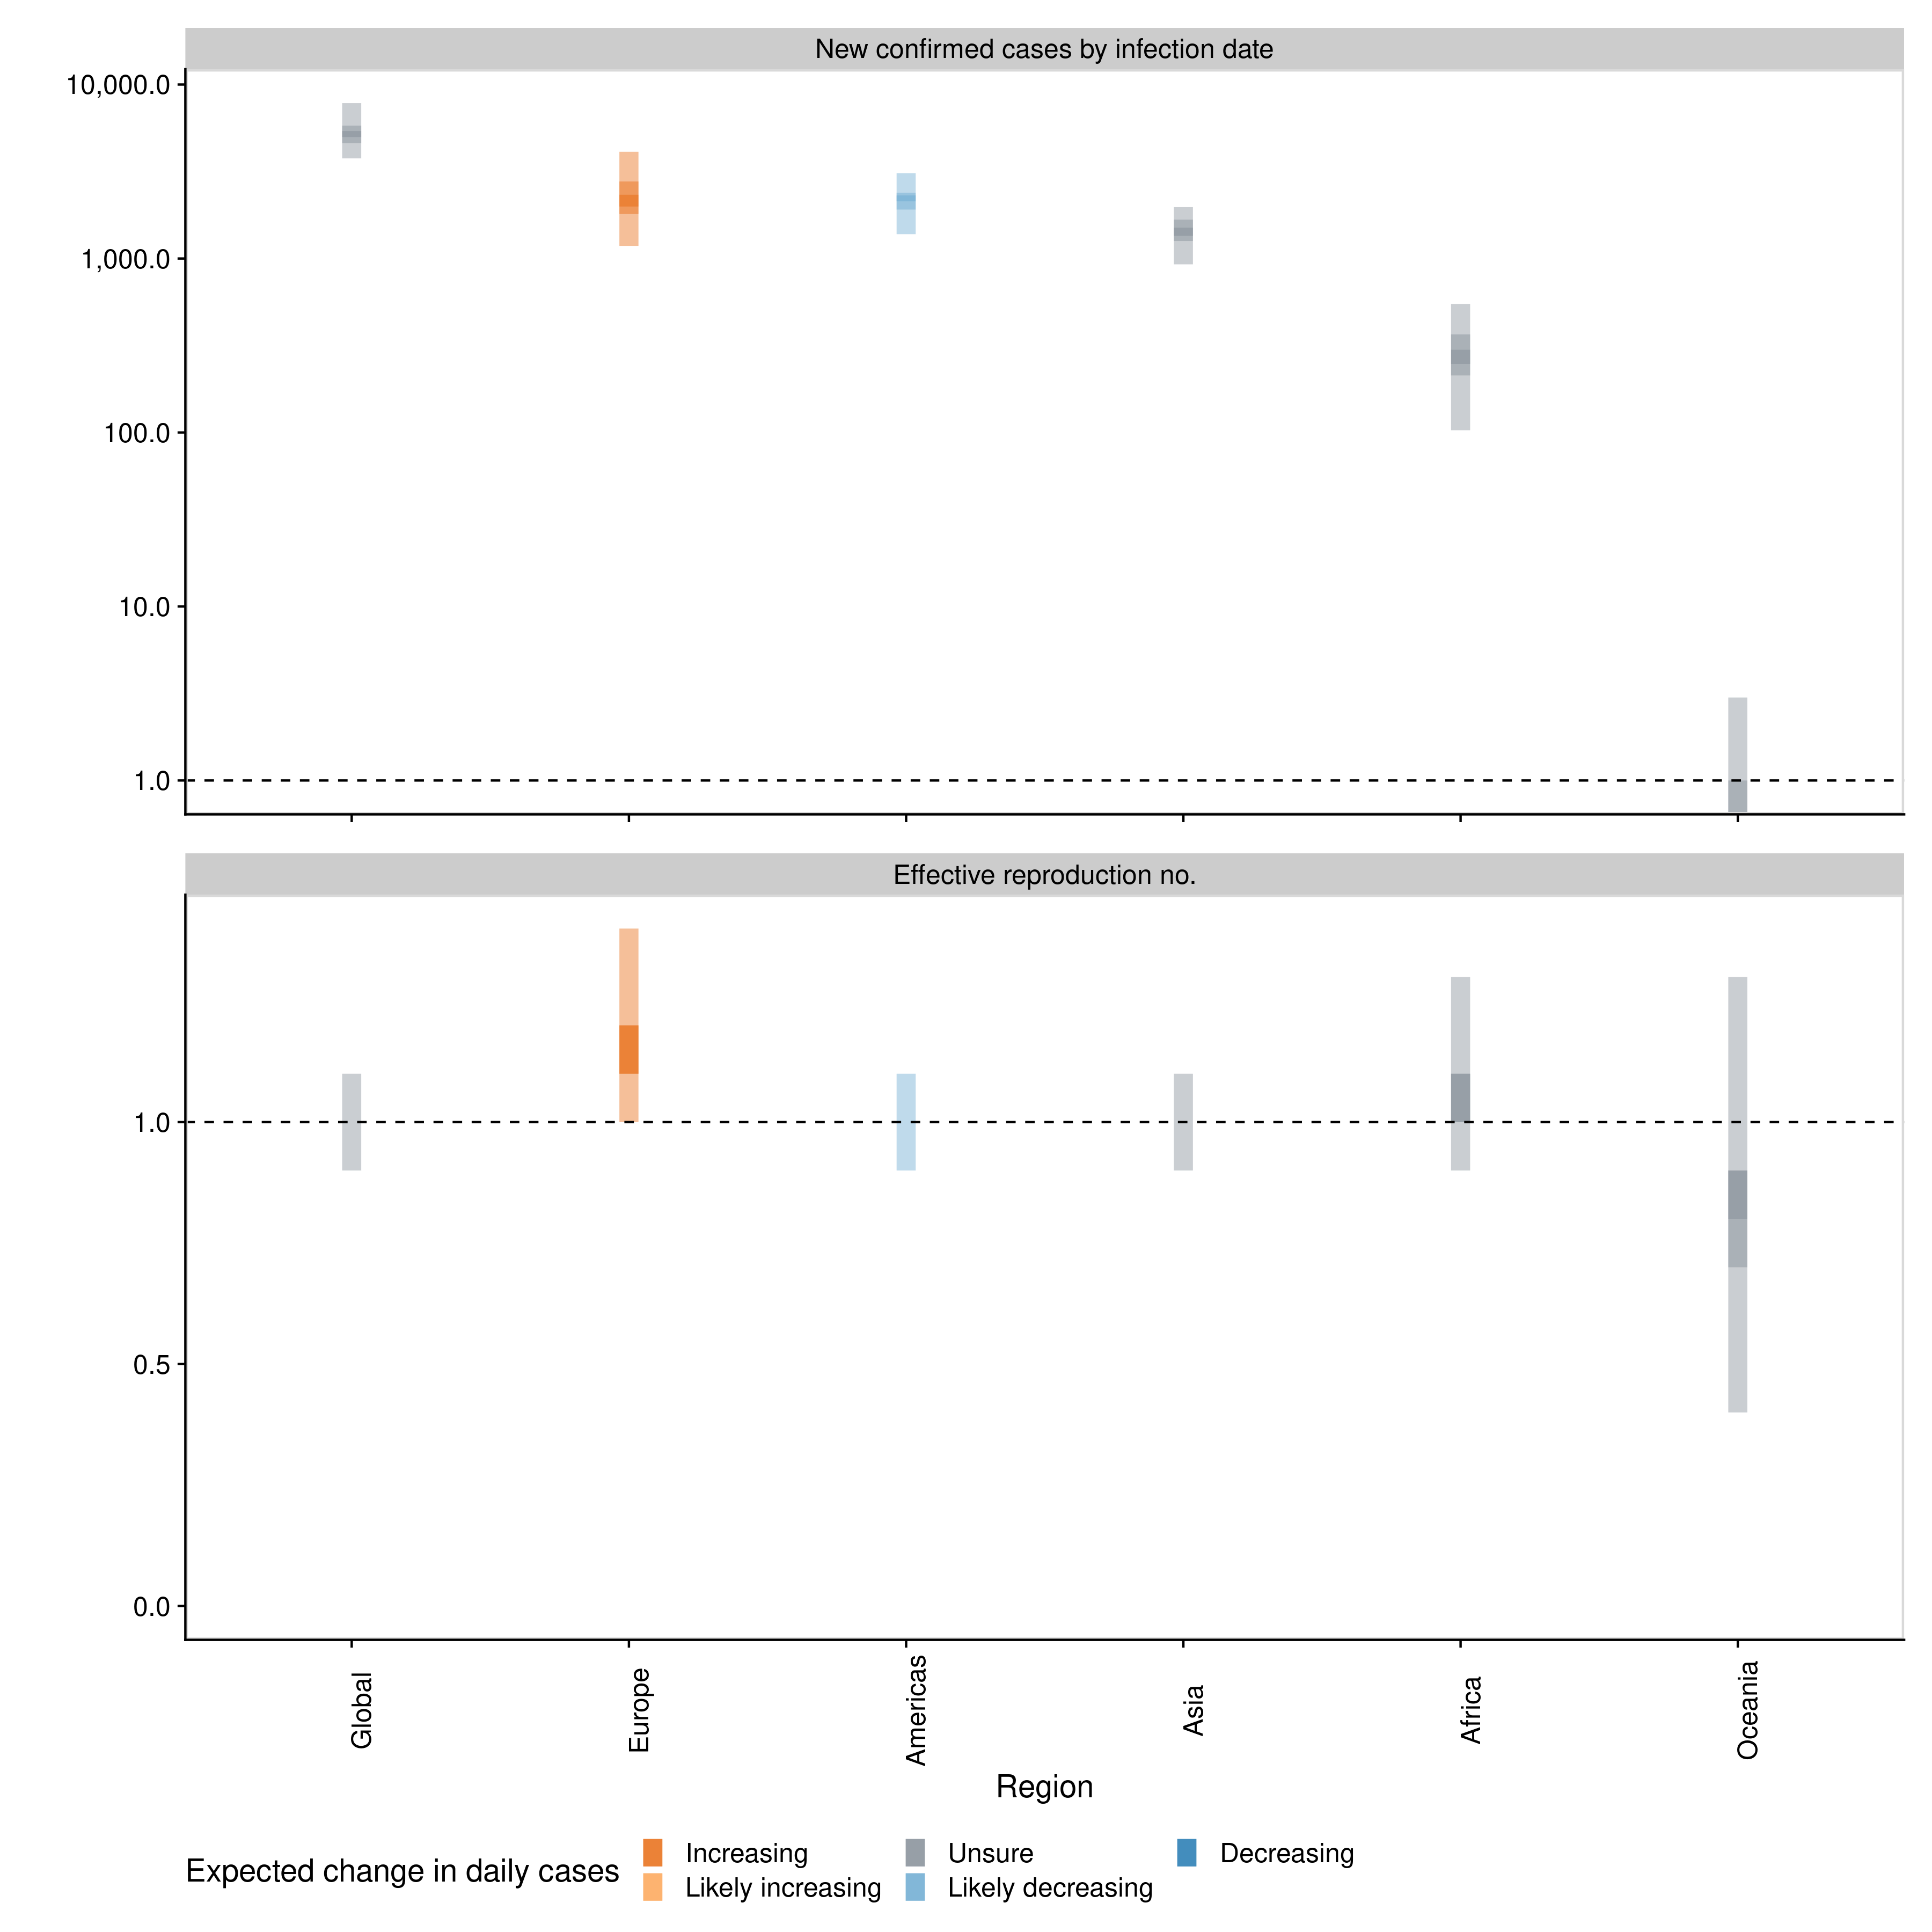 New confirmed cases by infection date
10,000.0
1,000.0
100.0
10.0
1.0
Effective reproduction no.
1.0
0.5
0.0
Global
Europe
Americas
Asia
Africa
Oceania
Region
Expected change in daily cases
Increasing
Unsure
Decreasing
Likely increasing
Likely decreasing